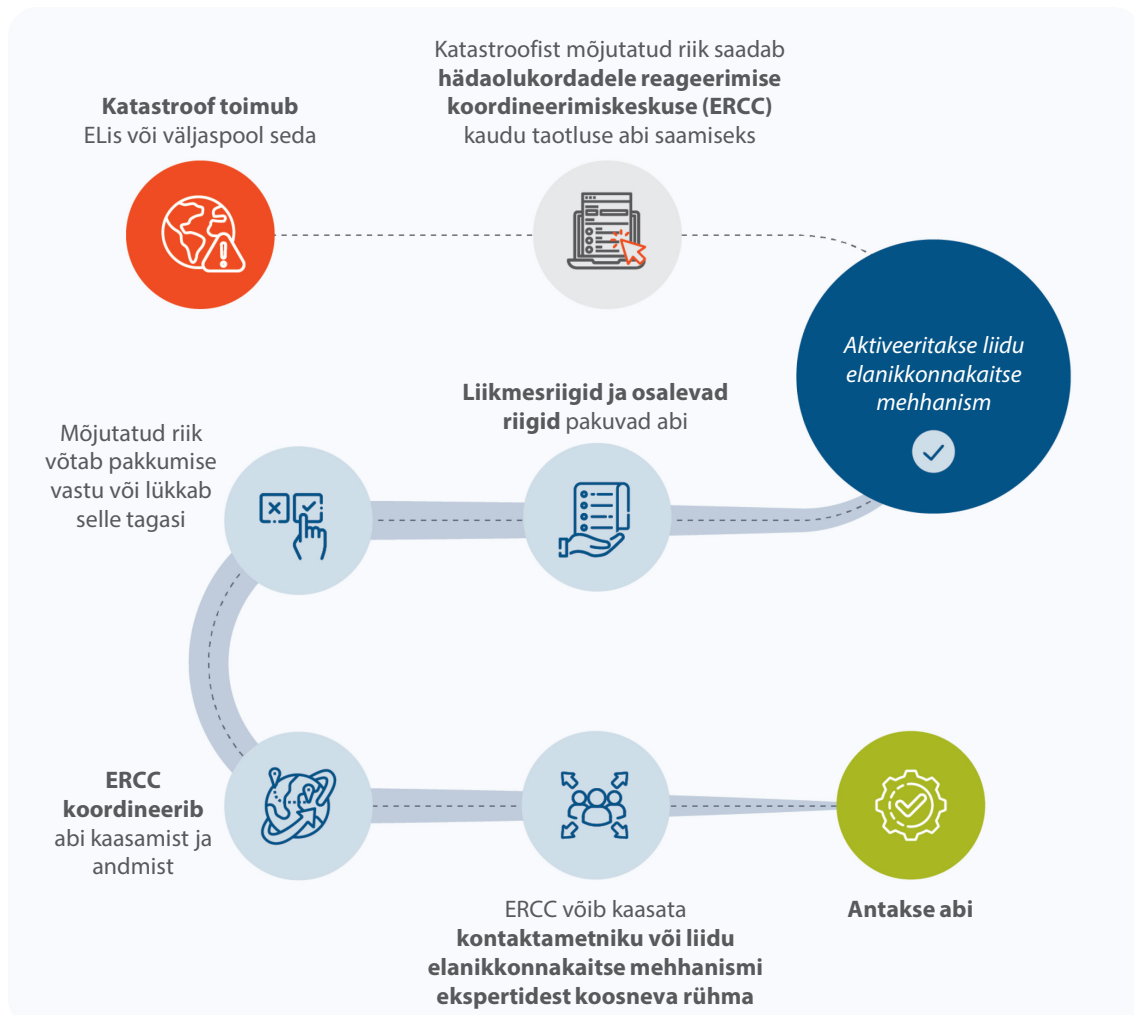 Katastroof toimub
ELis või väljaspool seda
Katastroofist mõjutatud riik saadab
hädaolukordadele reageerimise
koordineerimiskeskuse (ERCC)
kaudu taotluse abi saamiseks
Aktiveeritakse liidu
elanikkonnakaitse
mehhanism
Liikmesriigid ja osalevad
riigid pakuvad abi
Mõjutatud riik
võtab pakkumise
vastu või lükkab
selle tagasi
ERCC
koordineerib
abi kaasamist ja
andmist
ERCC võib kaasata
kontaktametniku või liidu
elanikkonnakaitse mehhanismi
ekspertidest koosneva rühma
Antakse abi